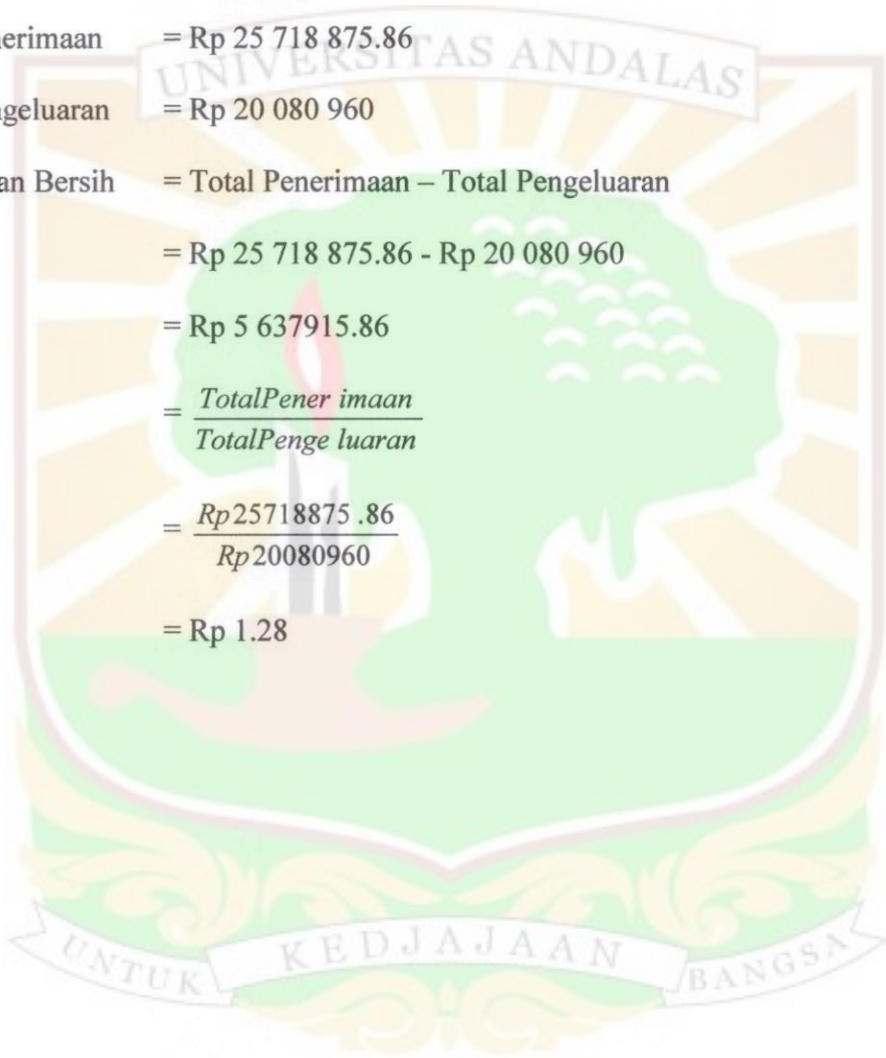 nerimaan = Rp 25 718 875.86
UNIVERSITAS ANDALAS
ngeluaran = Rp 20 080 960
an Bersih = Total Penerimaan – Total Pengeluaran
= Rp 25 718 875.86 - Rp 20 080 960
= Rp 5 637915.86
= TotalPener imaan
TotalPenge luaran
= Rp25718875 .86
Rp20080960
= Rp 1.28
UNTUK KEDJAJAAN BANGSA